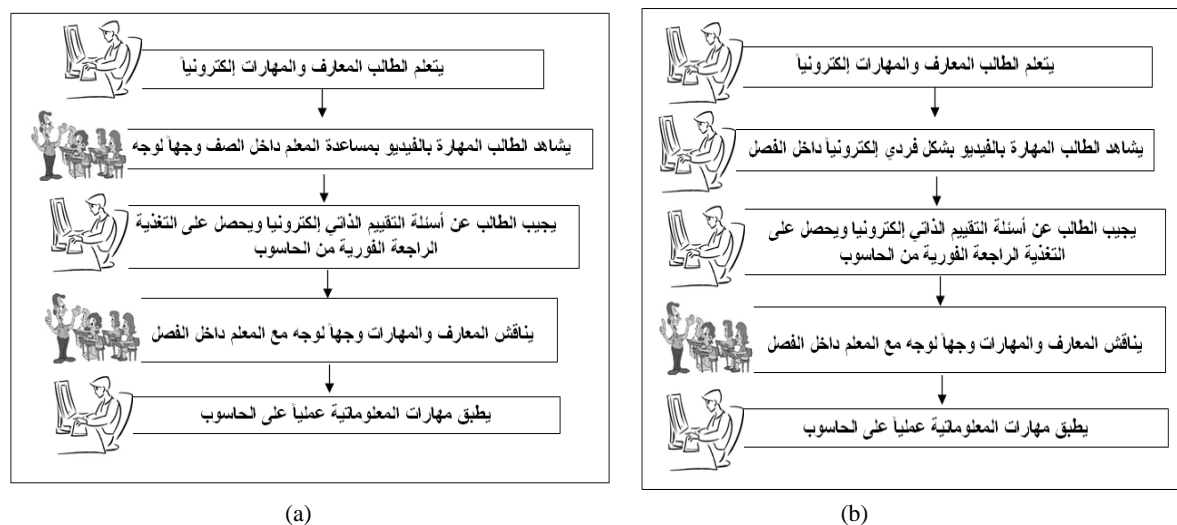 يتعلم الطالب المعارف والمهارات إلكترونياً
يشاهد الطالب المهارة بالفيديو بمساعدة المعلم داخل الصف وجهاً لوجه
يجيب الطالب عن أسئلة التقييم الذاتي إلكترونيا ويحصل على التغذية
الراجعة الفورية من الحاسوب
يناقش المعارف والمهارات وجهاً لوجه مع المعلم داخل الفصل
يطبق مهارات المعلوماتية عملياً على الحاسوب
(a)
يتعلم الطالب المعارف والمهارات إلكترونياً
يشاهد الطالب المهارة بالفيديو بشكل فردي إلكترونياً داخل الفصل
يجيب الطالب عن أسئلة التقييم الذاتي إلكترونيا ويحصل على
التغذية الراجعة الفورية من الحاسوب
يناقش المعارف والمهارات وجهاً لوجه مع المعلم داخل الفصل
يطبق مهارات المعلوماتية عملياً على الحاسوب
(b)